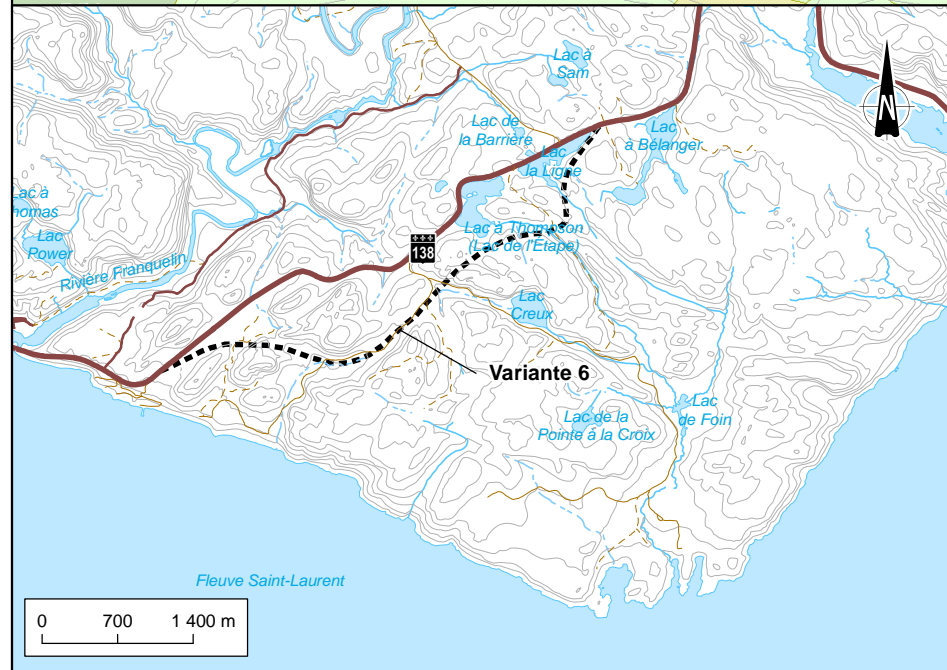 Lac à
Sam
Lac de
la Barrière
Lac
à Bélanger
Lac
la Ligne
N
Lac à
homas
Lac
Power
Lac à Thompson
(Lac de l'Étape)
138
Rivière Franquelin
Lac
Creux
Variante 6
Lac de la
Pointe à la Croix
Lac
de Foin
Fleuve Saint-Laurent
0 700 1 400 m